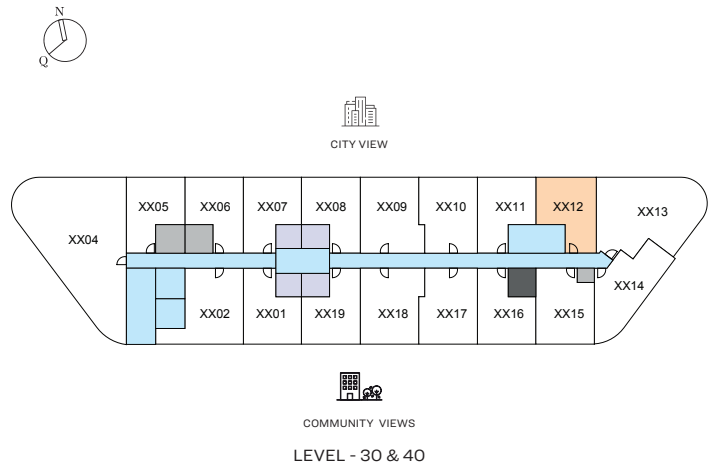 N
Q
CITY VIEW
XX05
XX06
XX07
XX08
XX09
XX10
XX11
XX12
XX13
XX04
XX14
XX02
XX01
XX19
XX18
XX17
XX16
XX15
COMMUNITY VIEWS
LEVEL - 30 & 40